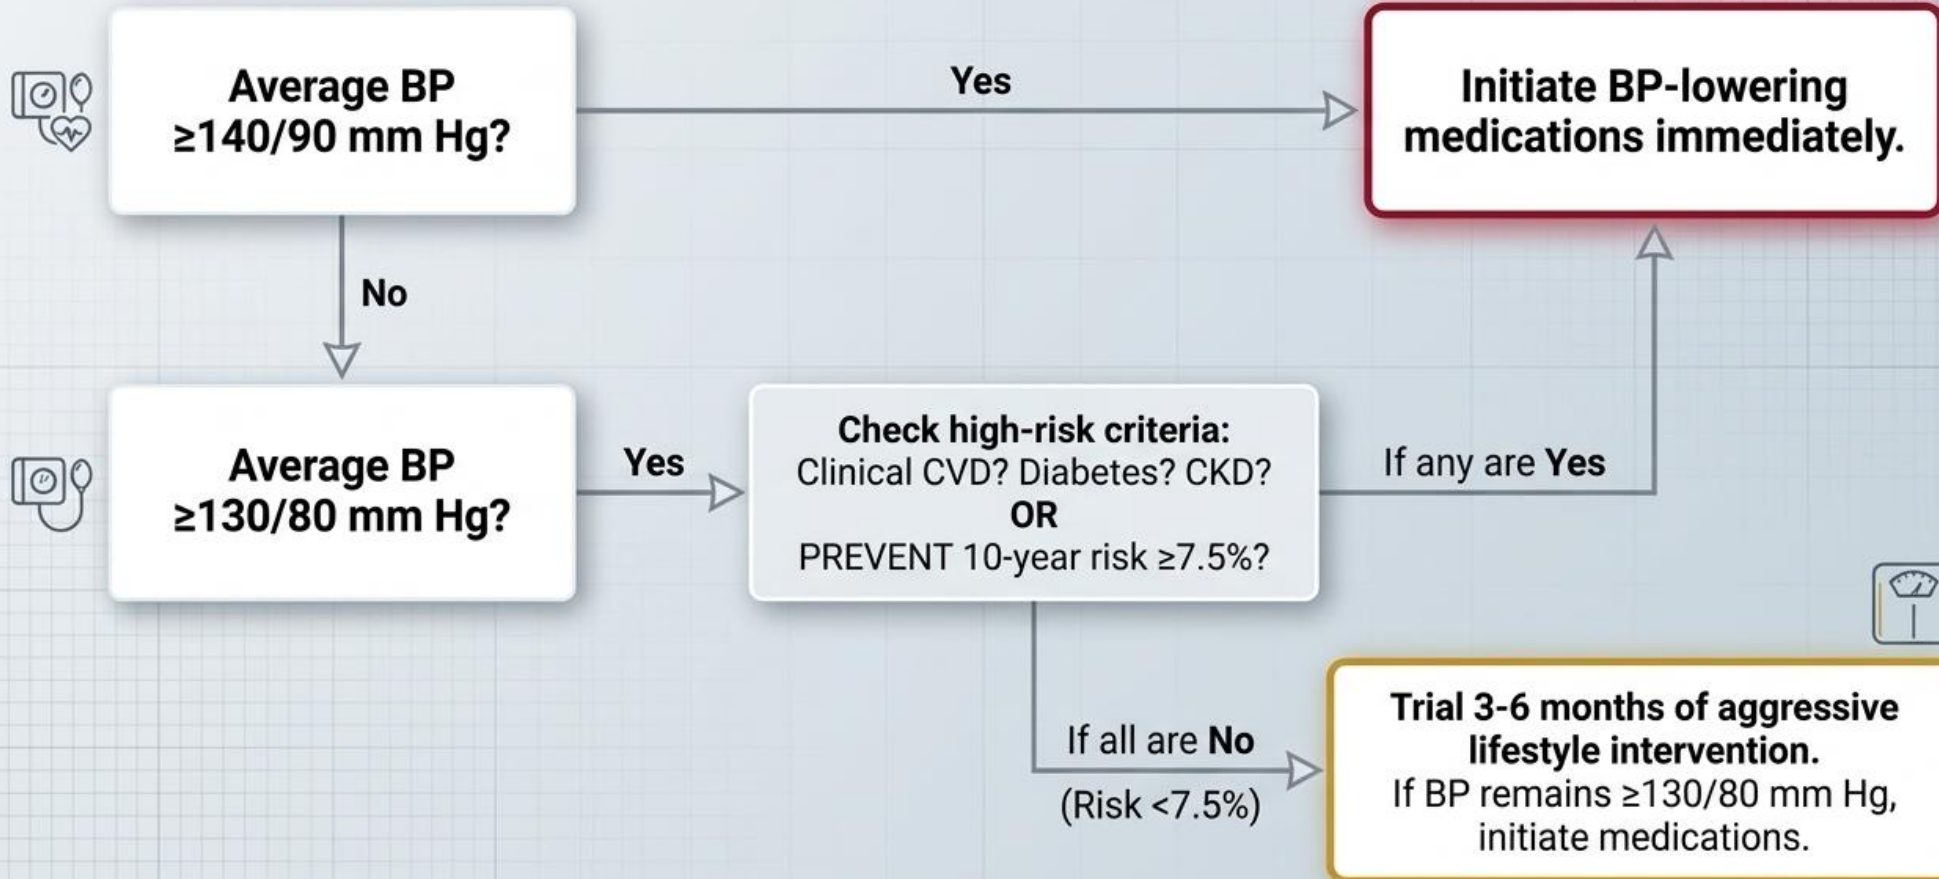 Average BP
≥140/90 mm Hg?
Yes
Initiate BP-lowering
medications immediately.
No
Average BP
≥130/80 mm Hg?
Yes
Check high-risk criteria:
Clinical CVD? Diabetes? CKD?
OR
PREVENT 10-year risk ≥7.5%?
If any are Yes
If all are No
(Risk <7.5%)
Trial 3-6 months of aggressive
lifestyle intervention.
If BP remains ≥130/80 mm Hg,
initiate medications.